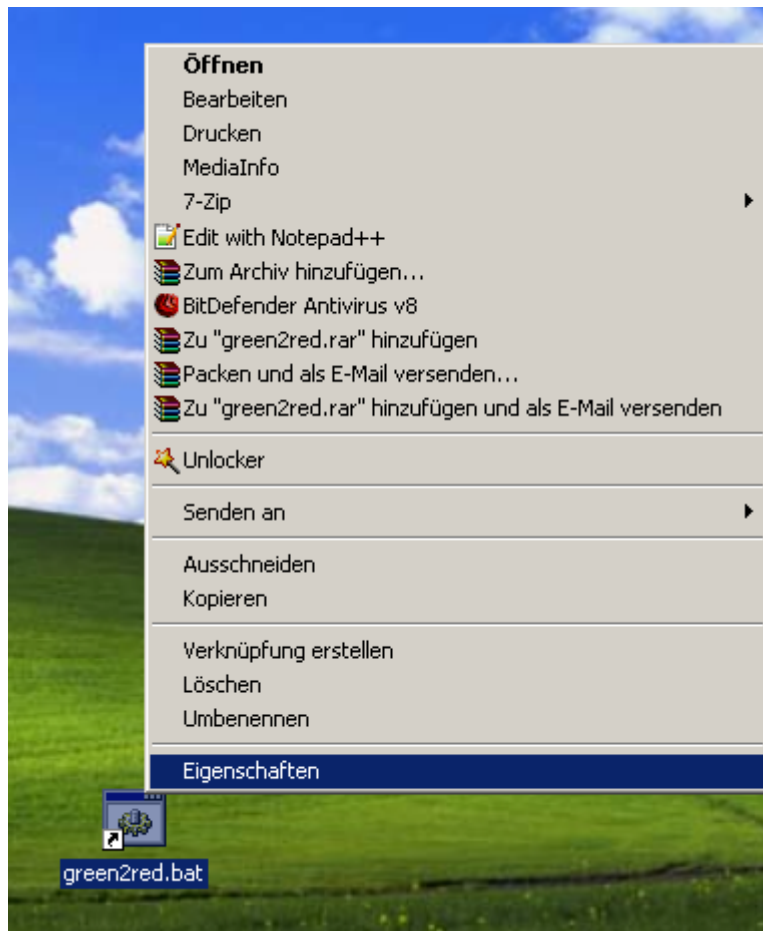 Öffnen
Bearbeiten
Drucken
MediaInfo
7-Zip
Edit with Notepad++
Zum Archiv hinzufügen...
BitDefender Antivirus v8
Zu "green2red.rar" hinzufügen
Packen und als E-Mail versenden...
Zu "green2red.rar" hinzufügen und als E-Mail versenden
Unlocker
Senden an
Ausschneiden
Kopieren
Verknüpfung erstellen
Löschen
Umbenennen
Eigenschaften
green2red.bat